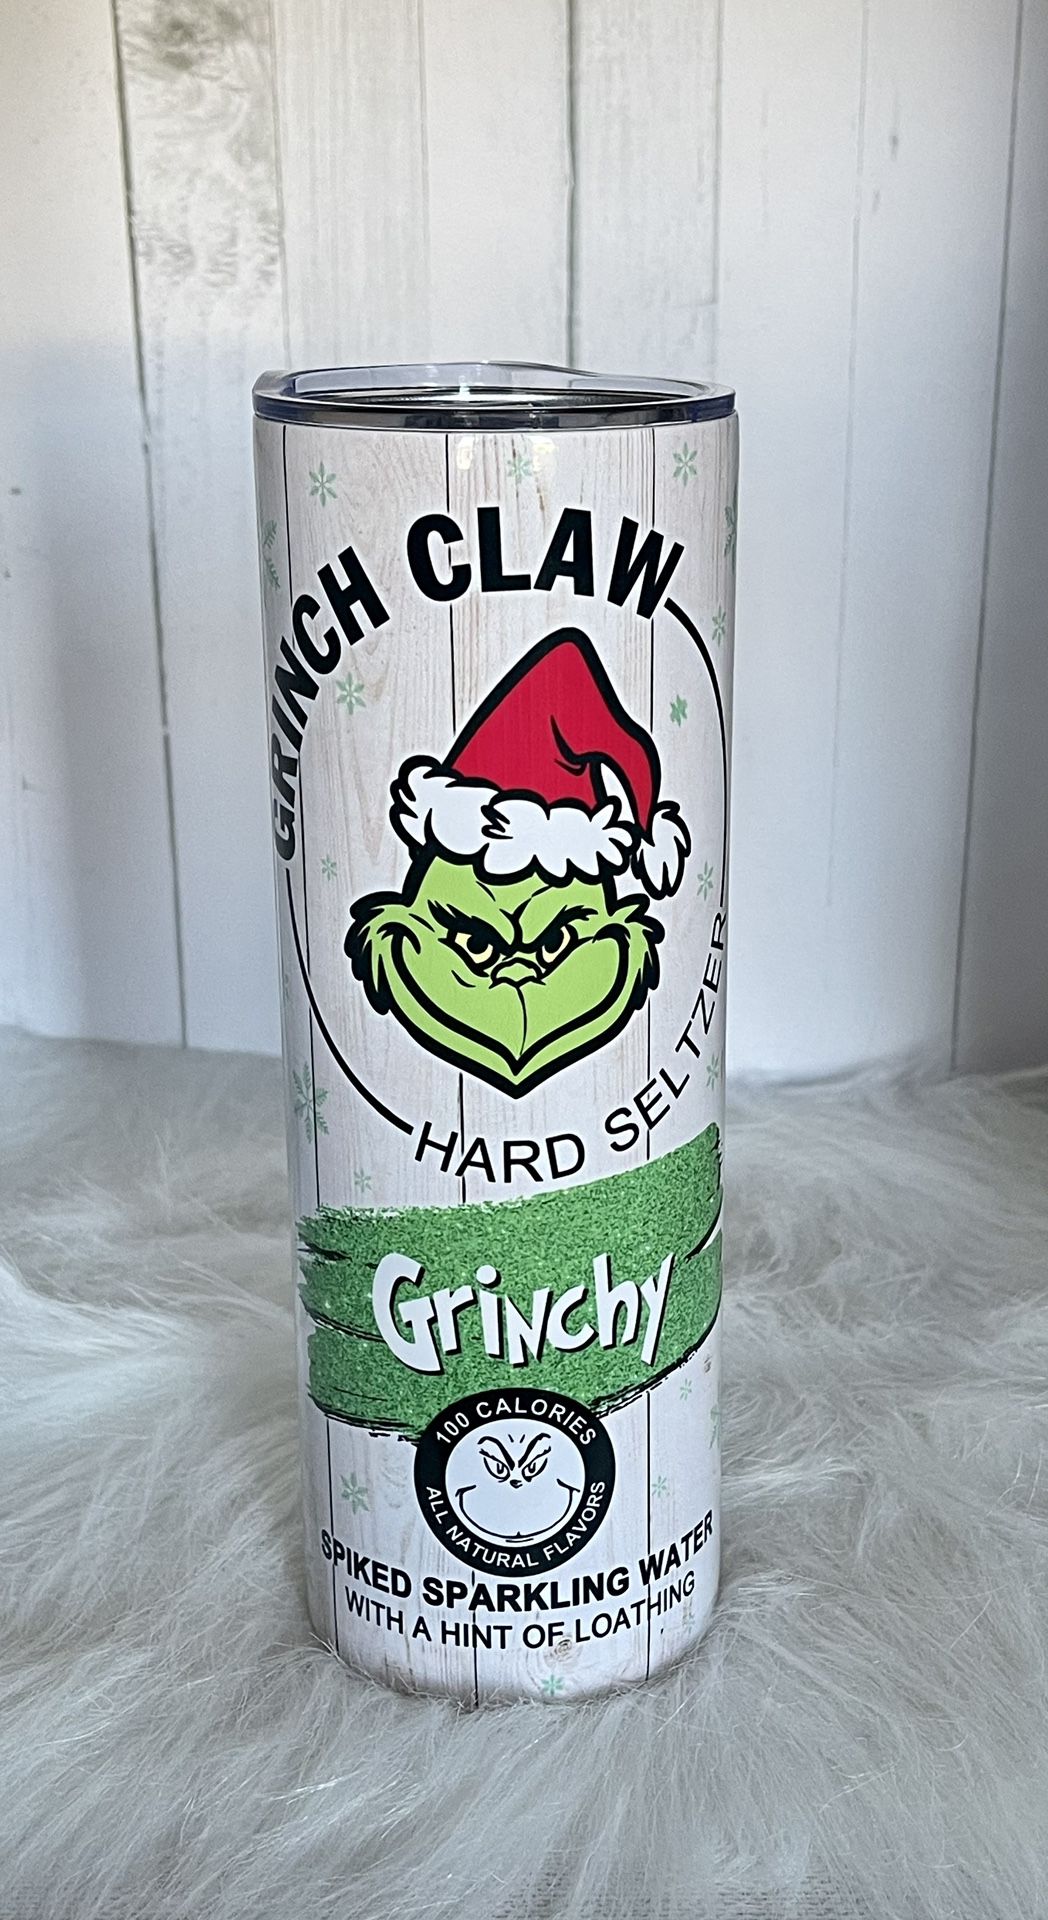 GRINCH CLAW
HARD SELTZER
Grinchy
100 CALORIES
ALL NATURAL FLAVORS
SPIKED SPARKLING WATER
WITH A HINT OF LOATHING